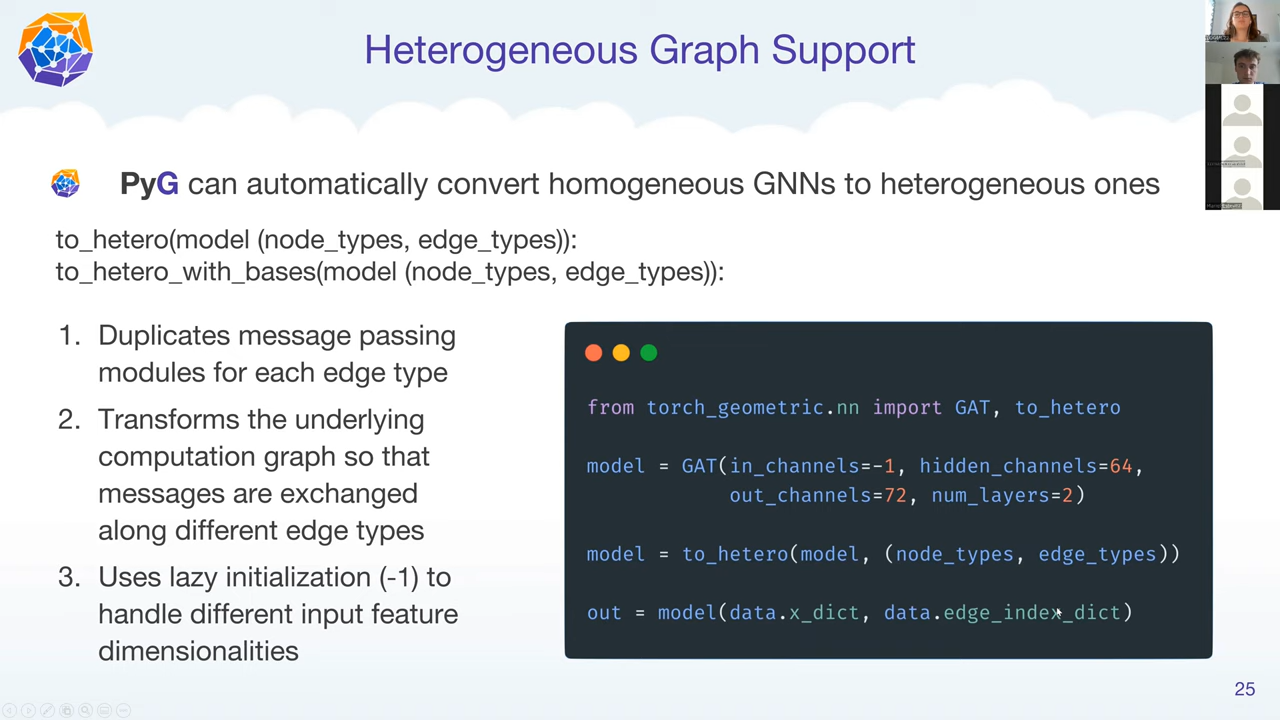 Heterogeneous Graph Support
PyG can automatically convert homogeneous GNNs to heterogeneous ones
to_hetero(model (node_types, edge_types)):
to_hetero_with_bases(model (node_types, edge_types)):
1. Duplicates message passing
modules for each edge type
2. Transforms the underlying
computation graph so that
messages are exchanged
along different edge types
3. Uses lazy initialization (-1) to
handle different input feature
dimensionalities
from torch_geometric.nn import GAT, to_hetero
model = GAT(in_channels=-1, hidden_channels=64,
out_channels=72, num_layers=2)
model = to_hetero(model, (node_types, edge_types))
out = model(data.x_dict, data.edge_index_dict)
25